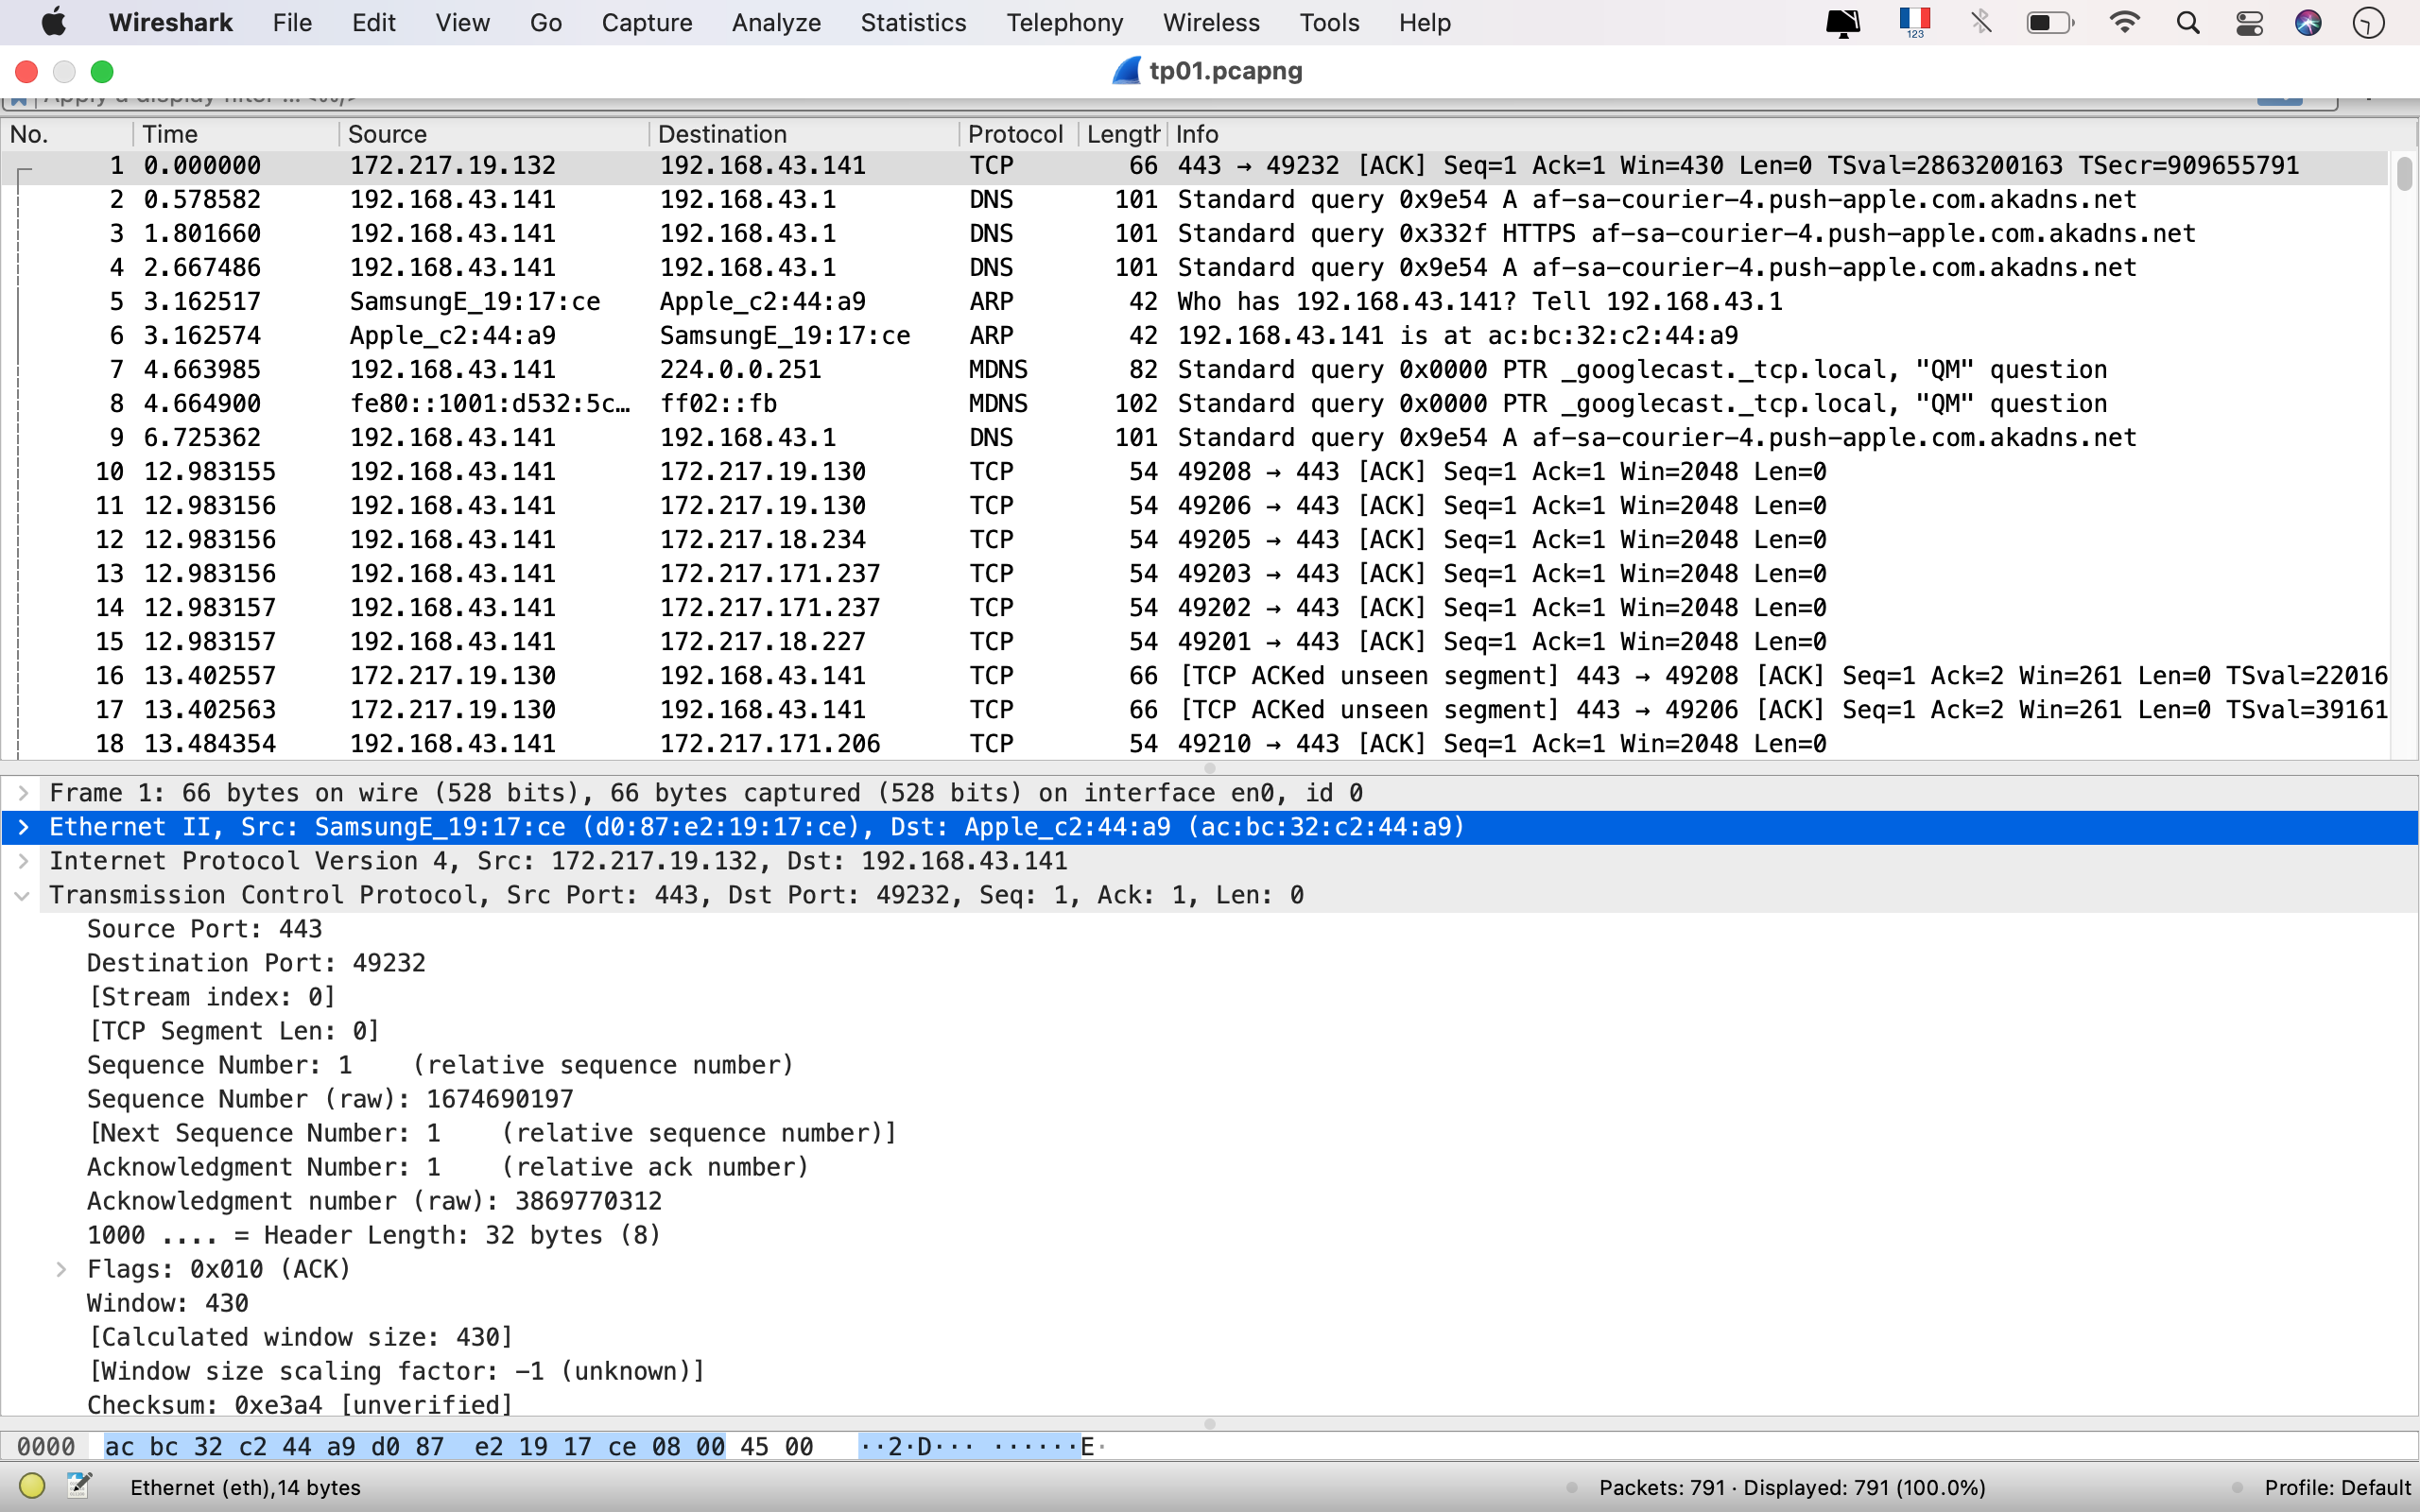 Wireshark File Edit View Go Capture Analyze Statistics Telephony Wireless Tools Help 123
tp01.pcapng
Apply a display filter ... <⌘/>
No. Time Source Destination Protocol Length Info
1 0.000000 172.217.19.132 192.168.43.141 TCP 66 443 → 49232 [ACK] Seq=1 Ack=1 Win=430 Len=0 TSval=2863200163 TSecr=909655791
2 0.578582 192.168.43.141 192.168.43.1 DNS 101 Standard query 0x9e54 A af-sa-courier-4.push-apple.com.akadns.net
3 1.801660 192.168.43.141 192.168.43.1 DNS 101 Standard query 0x332f HTTPS af-sa-courier-4.push-apple.com.akadns.net
4 2.667486 192.168.43.141 192.168.43.1 DNS 101 Standard query 0x9e54 A af-sa-courier-4.push-apple.com.akadns.net
5 3.162517 SamsungE_19:17:ce Apple_c2:44:a9 ARP 42 Who has 192.168.43.141? Tell 192.168.43.1
6 3.162574 Apple_c2:44:a9 SamsungE_19:17:ce ARP 42 192.168.43.141 is at ac:bc:32:c2:44:a9
7 4.663985 192.168.43.141 224.0.0.251 MDNS 82 Standard query 0x0000 PTR _googlecast._tcp.local, "QM" question
8 4.664900 fe80::1001:d532:5c… ff02::fb MDNS 102 Standard query 0x0000 PTR _googlecast._tcp.local, "QM" question
9 6.725362 192.168.43.141 192.168.43.1 DNS 101 Standard query 0x9e54 A af-sa-courier-4.push-apple.com.akadns.net
10 12.983155 192.168.43.141 172.217.19.130 TCP 54 49208 → 443 [ACK] Seq=1 Ack=1 Win=2048 Len=0
11 12.983156 192.168.43.141 172.217.19.130 TCP 54 49206 → 443 [ACK] Seq=1 Ack=1 Win=2048 Len=0
12 12.983156 192.168.43.141 172.217.18.234 TCP 54 49205 → 443 [ACK] Seq=1 Ack=1 Win=2048 Len=0
13 12.983156 192.168.43.141 172.217.171.237 TCP 54 49203 → 443 [ACK] Seq=1 Ack=1 Win=2048 Len=0
14 12.983157 192.168.43.141 172.217.171.237 TCP 54 49202 → 443 [ACK] Seq=1 Ack=1 Win=2048 Len=0
15 12.983157 192.168.43.141 172.217.18.227 TCP 54 49201 → 443 [ACK] Seq=1 Ack=1 Win=2048 Len=0
16 13.402557 172.217.19.130 192.168.43.141 TCP 66 [TCP ACKed unseen segment] 443 → 49208 [ACK] Seq=1 Ack=2 Win=261 Len=0 TSval=22016
17 13.402563 172.217.19.130 192.168.43.141 TCP 66 [TCP ACKed unseen segment] 443 → 49206 [ACK] Seq=1 Ack=2 Win=261 Len=0 TSval=39161
18 13.484354 192.168.43.141 172.217.171.206 TCP 54 49210 → 443 [ACK] Seq=1 Ack=1 Win=2048 Len=0
Frame 1: 66 bytes on wire (528 bits), 66 bytes captured (528 bits) on interface en0, id 0
Ethernet II, Src: SamsungE_19:17:ce (d0:87:e2:19:17:ce), Dst: Apple_c2:44:a9 (ac:bc:32:c2:44:a9)
Internet Protocol Version 4, Src: 172.217.19.132, Dst: 192.168.43.141
Transmission Control Protocol, Src Port: 443, Dst Port: 49232, Seq: 1, Ack: 1, Len: 0
Source Port: 443
Destination Port: 49232
[Stream index: 0]
[TCP Segment Len: 0]
Sequence Number: 1 (relative sequence number)
Sequence Number (raw): 1674690197
[Next Sequence Number: 1 (relative sequence number)]
Acknowledgment Number: 1 (relative ack number)
Acknowledgment number (raw): 3869770312
1000 .... = Header Length: 32 bytes (8)
Flags: 0x010 (ACK)
Window: 430
[Calculated window size: 430]
[Window size scaling factor: -1 (unknown)]
Checksum: 0xe3a4 [unverified]
0000 ac bc 32 c2 44 a9 d0 87 e2 19 17 ce 08 00 45 00 ··2·D··· ······E·
Ethernet (eth),14 bytes Packets: 791 · Displayed: 791 (100.0%) Profile: Default